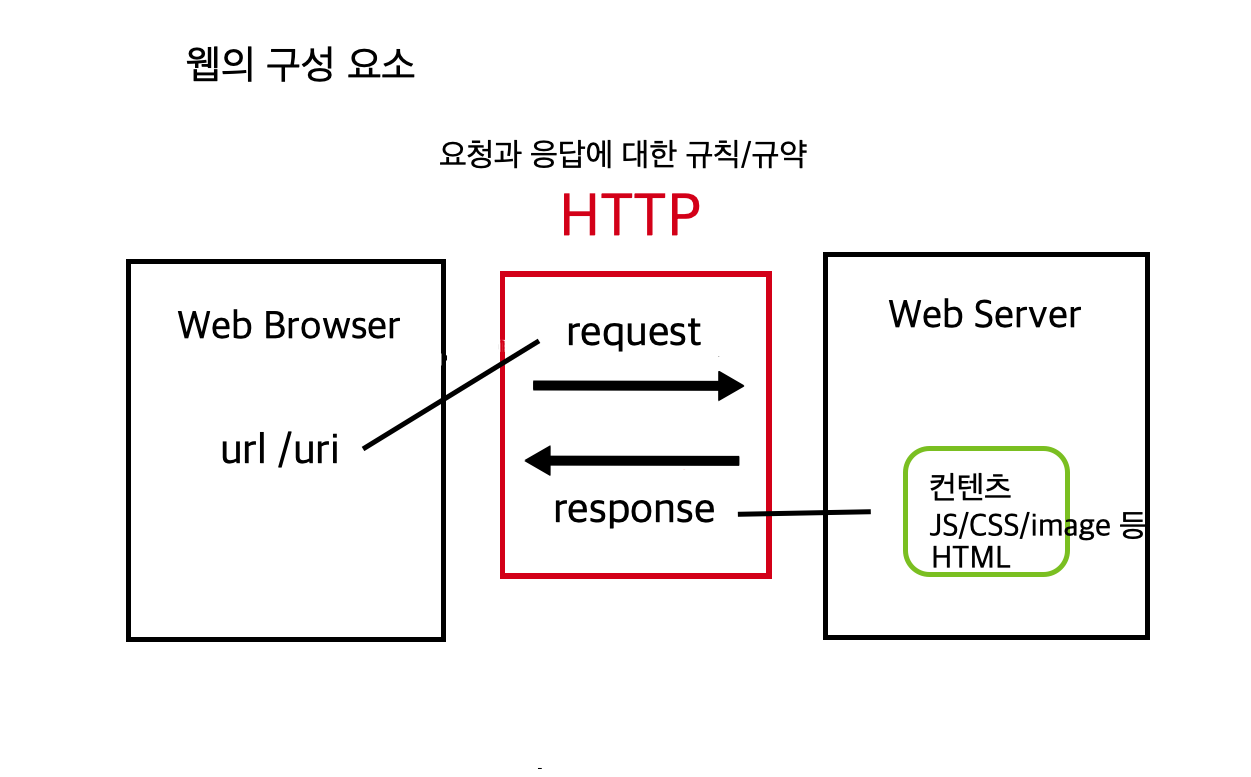 웹의 구성 요소
요청과 응답에 대한 규칙/규약
HTTP
Web Browser
url /uri
request
response
Web Server
컨텐츠
JS/CSS/image 등
HTML